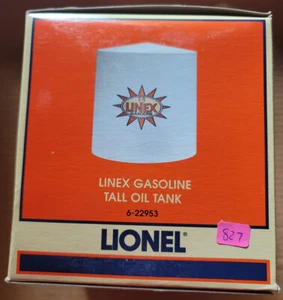 LINEX
LINEX GASOLINE
TALL OIL TANK
6-22953
LIONEL®
827